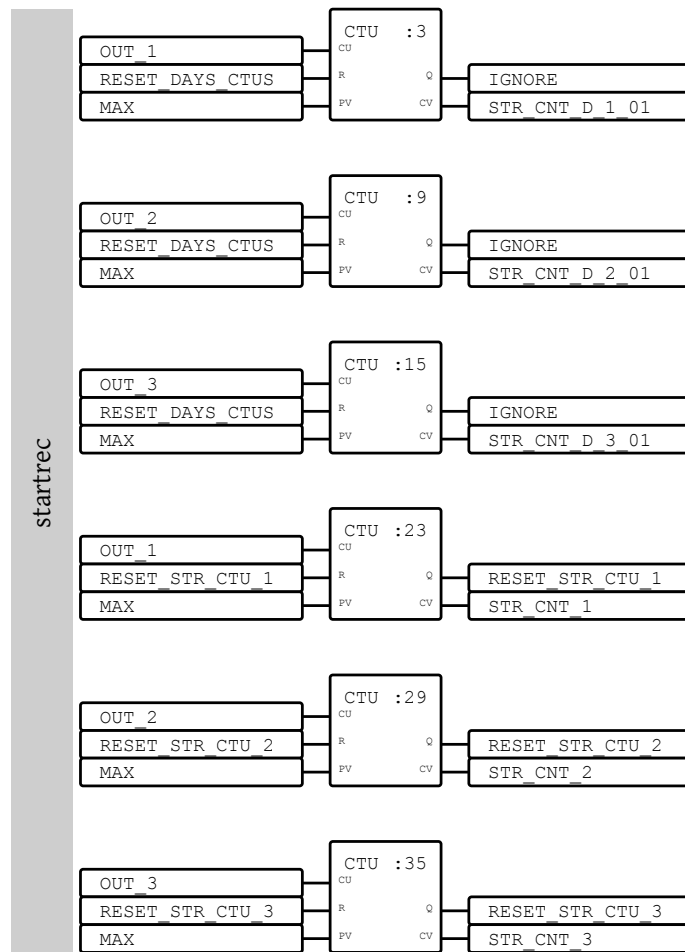 startrec
CTU :3
OUT_1 CU
RESET_DAYS_CTUS R Q IGNORE
MAX PV CV STR_CNT_D_1_01
CTU :9
OUT_2 CU
RESET_DAYS_CTUS R Q IGNORE
MAX PV CV STR_CNT_D_2_01
CTU :15
OUT_3 CU
RESET_DAYS_CTUS R Q IGNORE
MAX PV CV STR_CNT_D_3_01
CTU :23
OUT_1 CU
RESET_STR_CTU_1 R Q RESET_STR_CTU_1
MAX PV CV STR_CNT_1
CTU :29
OUT_2 CU
RESET_STR_CTU_2 R Q RESET_STR_CTU_2
MAX PV CV STR_CNT_2
CTU :35
OUT_3 CU
RESET_STR_CTU_3 R Q RESET_STR_CTU_3
MAX PV CV STR_CNT_3